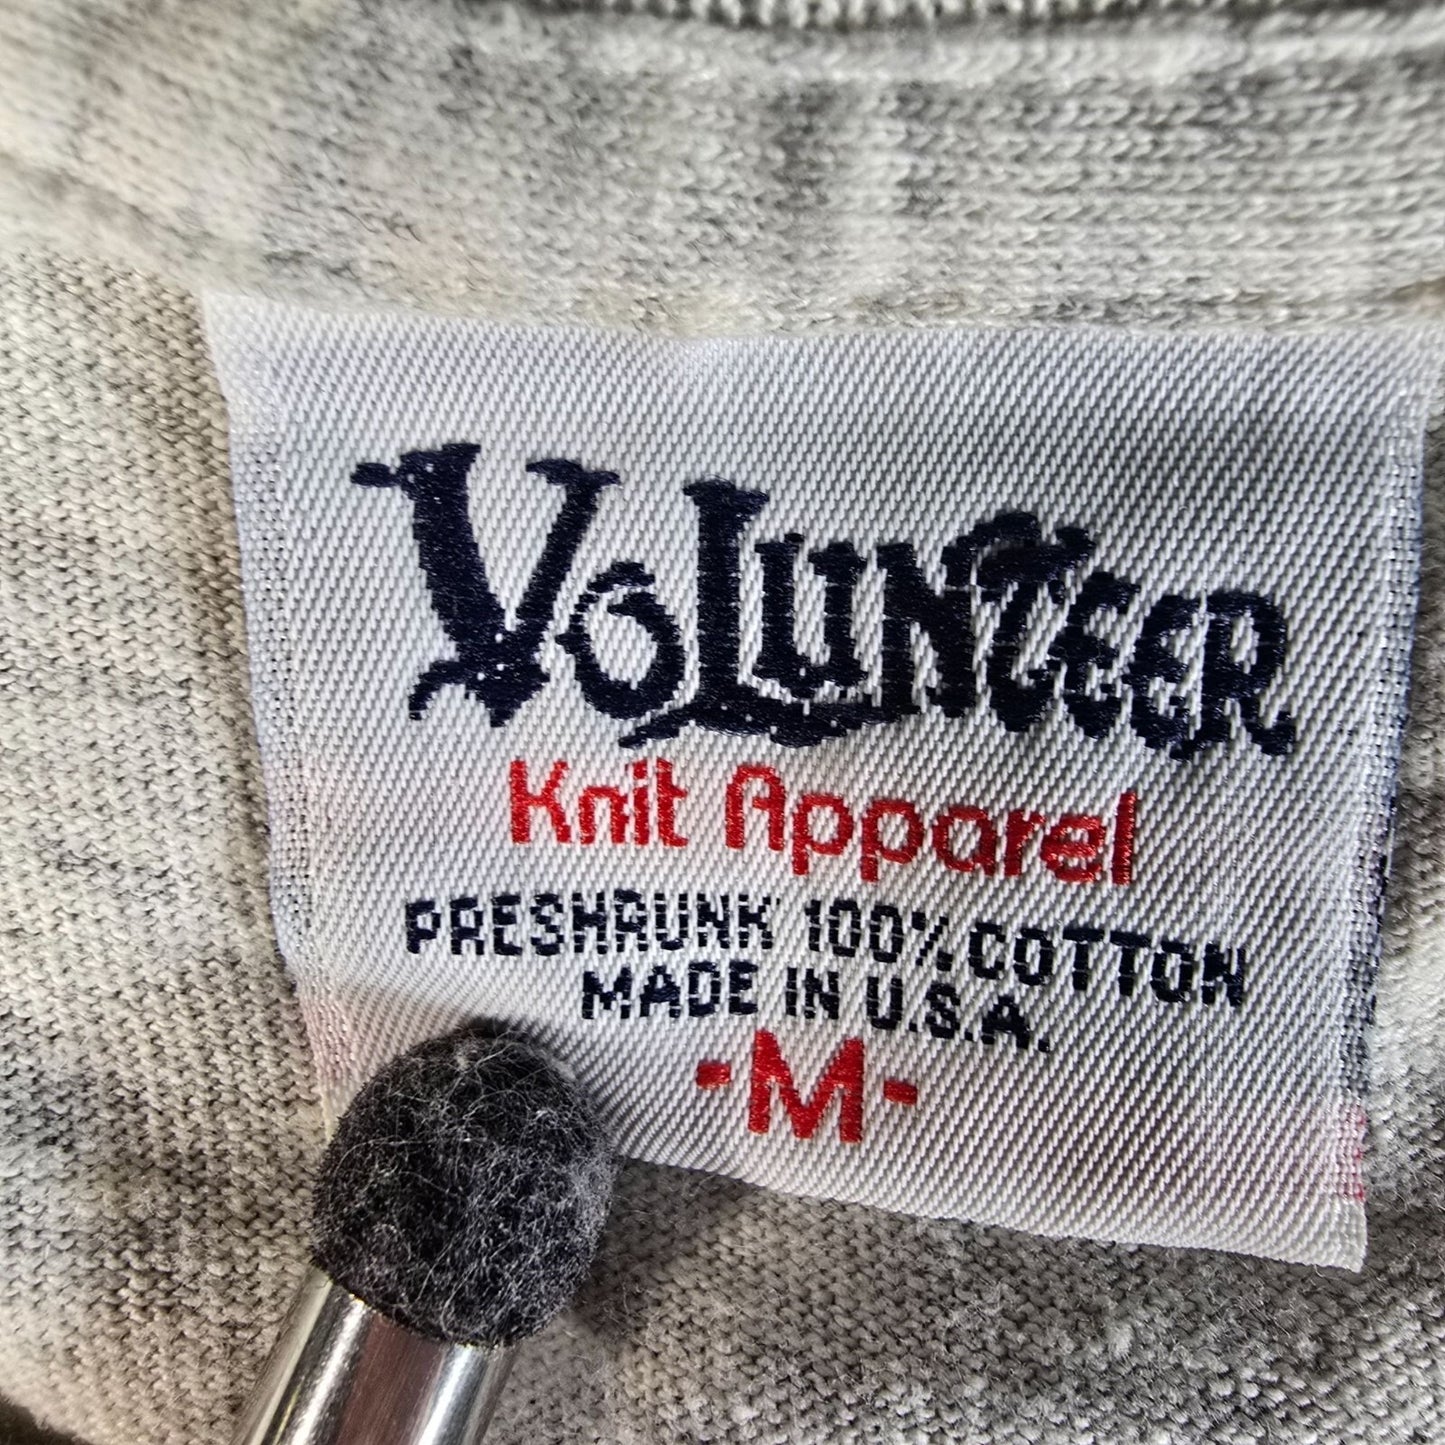 VOLUNTEER
Knit Apparel
PRESHRUNK 100% COTTON
MADE IN U.S.A.
-M-